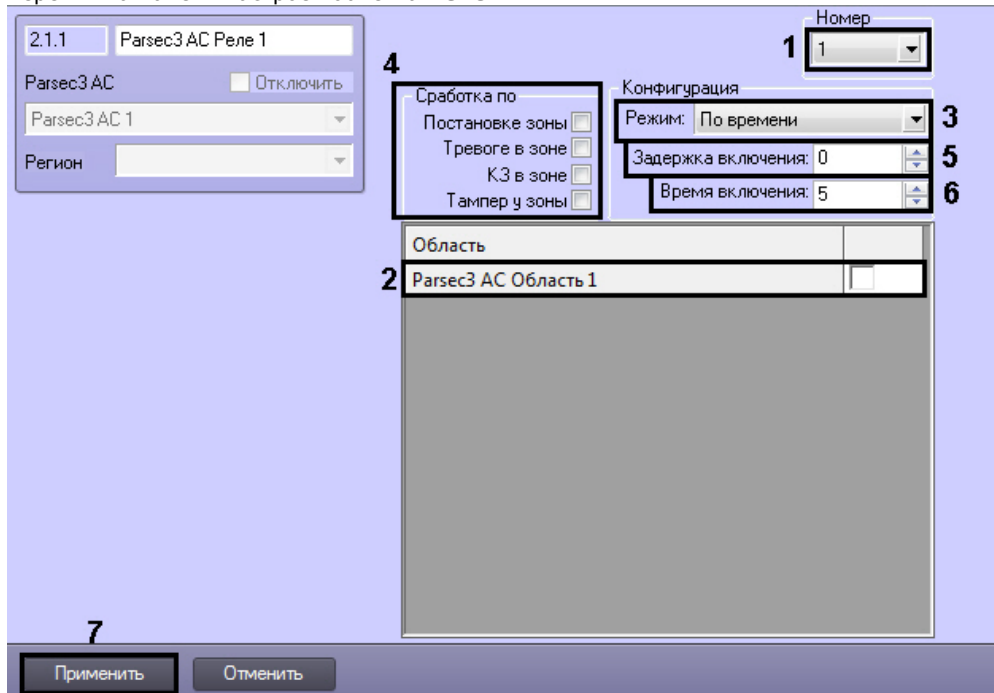 Номер
2.1.1 Parsec3 AC Реле 1
1 1
Parsec3 AC Отключить
4
Сработка по
Конфигурация
Parsec3 AC 1
Постановке зоны
Режим: По времени 3
Тревоге в зоне
Задержка включения: 0 5
Регион
КЗ в зоне
Время включения: 5 6
Тампер у зоны
Область
2 Parsec3 AC Область 1
7
Применить Отменить